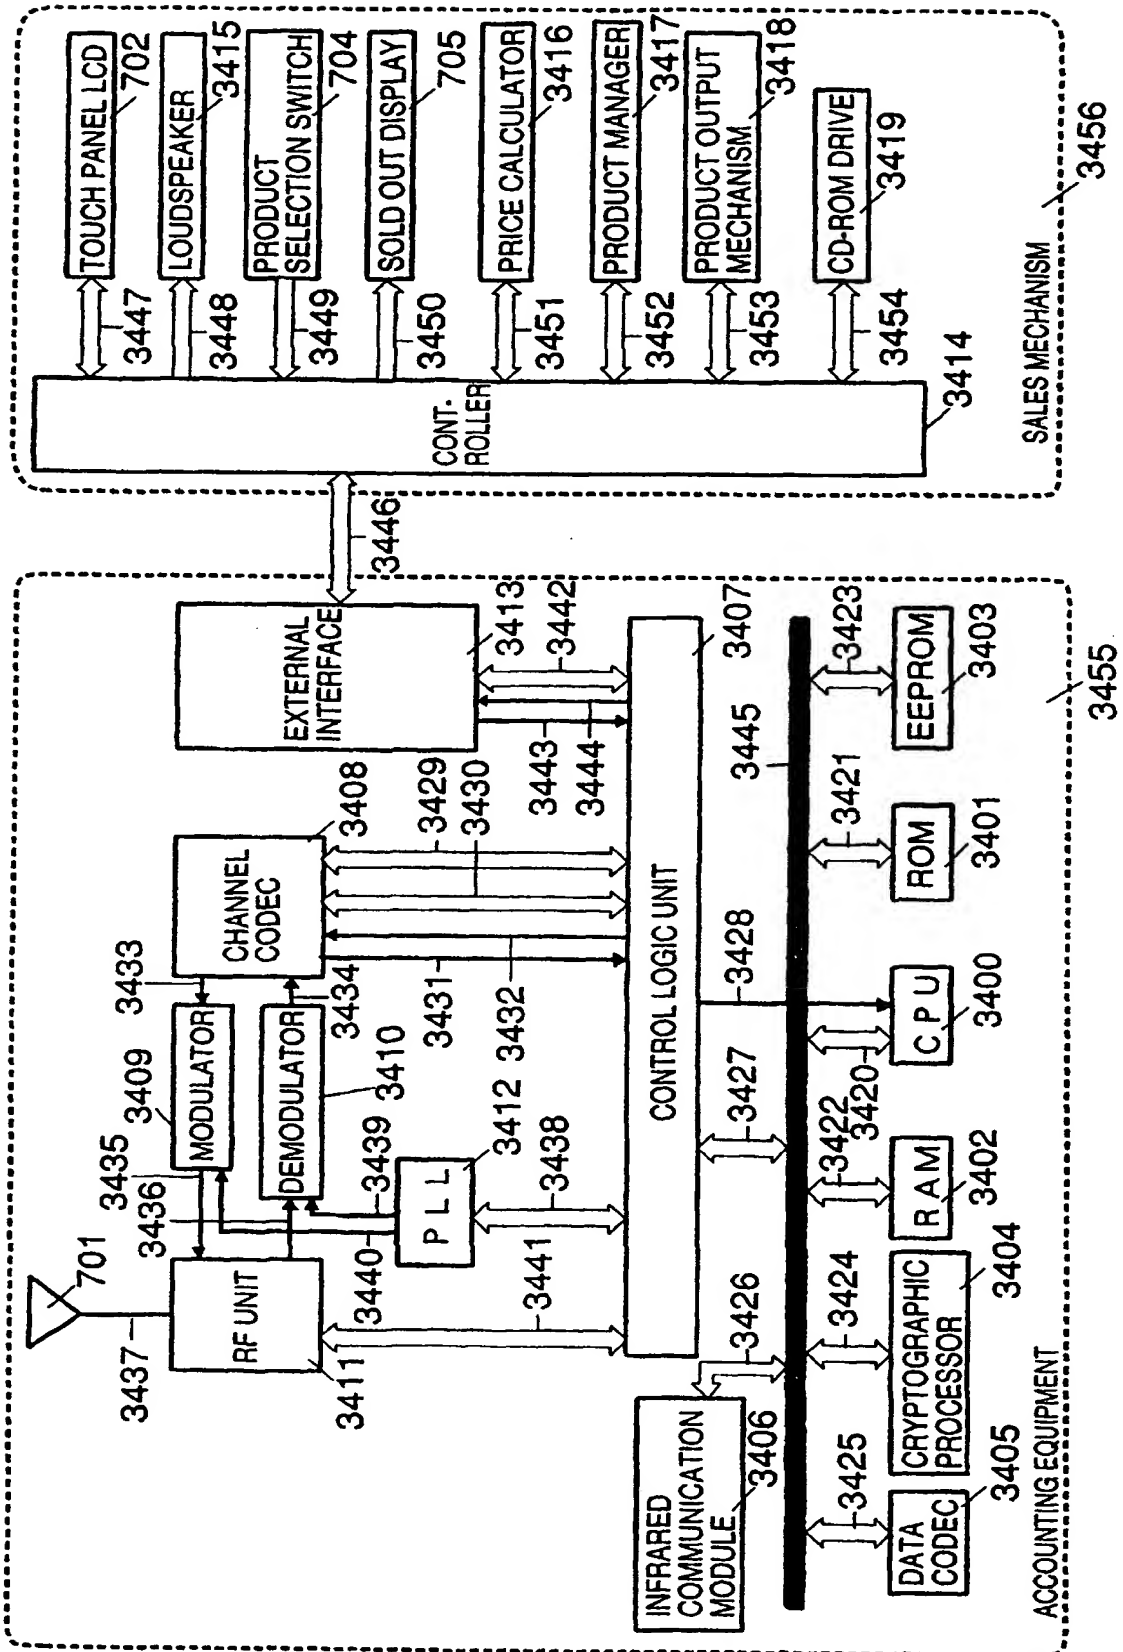 TOUCH PANEL LCD
702
3447
LOUDSPEAKER
3415
3448
PRODUCT
SELECTION SWITCH
704
3449
SOLD OUT DISPLAY
705
3450
PRICE CALCULATOR
3416
3451
PRODUCT MANAGER
3417
3452
PRODUCT OUTPUT
MECHANISM
3418
3453
CD-ROM DRIVE
3419
3454
CONT-
ROLLER
3414
SALES MECHANISM
3456
3446
EXTERNAL
INTERFACE
3413
3442
3443
3444
CHANNEL
CODEC
3408
3429
3430
3431
3432
3433
3434
MODULATOR
3409
DEMODULATOR
3410
3435
3436
RF UNIT
3411
701
3437
PLL
3412
3438
3439
3440
3441
CONTROL LOGIC UNIT
3407
3445
3428
3427
3426
INFRARED
COMMUNICATION
MODULE
3406
DATA
CODEC
3405
3425
CRYPTOGRAPHIC
PROCESSOR
3404
3424
RAM
3402
3422
CPU
3400
3420
ROM
3401
3421
EEPROM
3403
3423
ACCOUNTING EQUIPMENT
3455